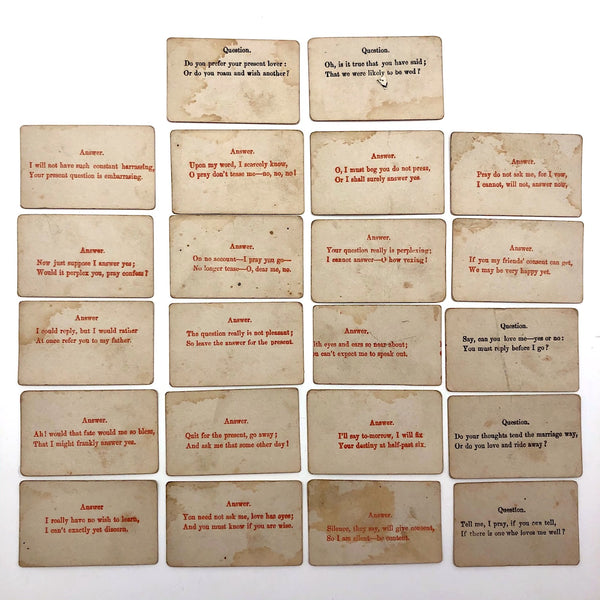 Question.
Do you prefer your present lover:
Or do you roam and wish another?
Question.
Oh, is it true that you have said;
That we were likely to be wed?
Answer.
I will not have such constant harrassing,
Your present question is embarrasing.
Answer.
Upon my word, I scarcely know,
O pray don't tease me—no, no, no!
Answer.
O, I must beg you do not press,
Or I shall surely answer yes.
Answer.
Pray do not ask me, for I vow,
I cannot, will not, answer now,
Answer.
Now just suppose I answer yes;
Would it perplex you, pray confess?
Answer.
On no account—I pray you go—
No longer tease—O, dear me, no.
Answer.
Your question really is perplexing;
I cannot answer—O how vexing!
Answer.
If you my friends' consent can get,
We may be very happy yet.
Answer.
I could reply, but I would rather
At once refer you to my father.
Answer.
The question really is not pleasant;
So leave the answer for the present.
Answer.
ith eyes and ears so near about;
u can't expect me to speak out.
Question.
Say, can you love me—yes or no:
You must reply before I go?
Answer.
Ah! would that fate would me so bless,
That I might frankly answer yes.
Answer.
Quit for the present, go away;
And ask me that some other day!
Answer.
I'll say to-morrow, I will fix
Your destiny at half-past six.
Question.
Do your thoughts tend the marriage way,
Or do you love and ride away?
Answer
I really have no wish to learn,
I can't exactly yet discern.
Answer.
You need not ask me, love has eyes;
And you must know if you are wise.
Answer.
Silence, they say, will give consent,
So I am silent—be content.
Question.
Tell me, I pray, if you can tell,
If there is one who loves me well?